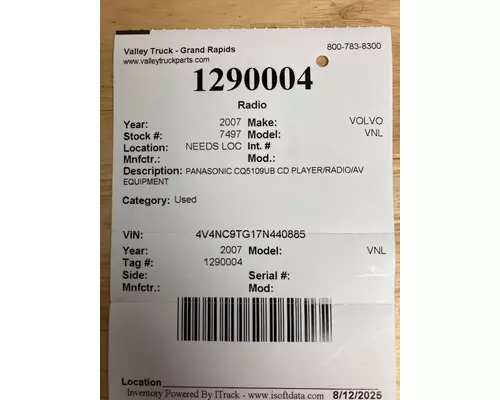 Valley Truck - Grand Rapids 800-783-8300
www.valleytruckparts.com
1290004
Radio
Year: 2007 Make: VOLVO
Stock #: 7497 Model: VNL
Location: NEEDS LOC Int. #
Mnfctr.: Mod.:
Description: PANASONIC CQ5109UB CD PLAYER/RADIO/AV
EQUIPMENT
Category: Used
VIN: 4V4NC9TG17N440885
Year: 2007 Model: VNL
Tag #: 1290004
Side: Serial #:
Mnfctr.: Mod:
Location
Inventory Powered By ITrack - www.isoftdata.com 8/12/2025